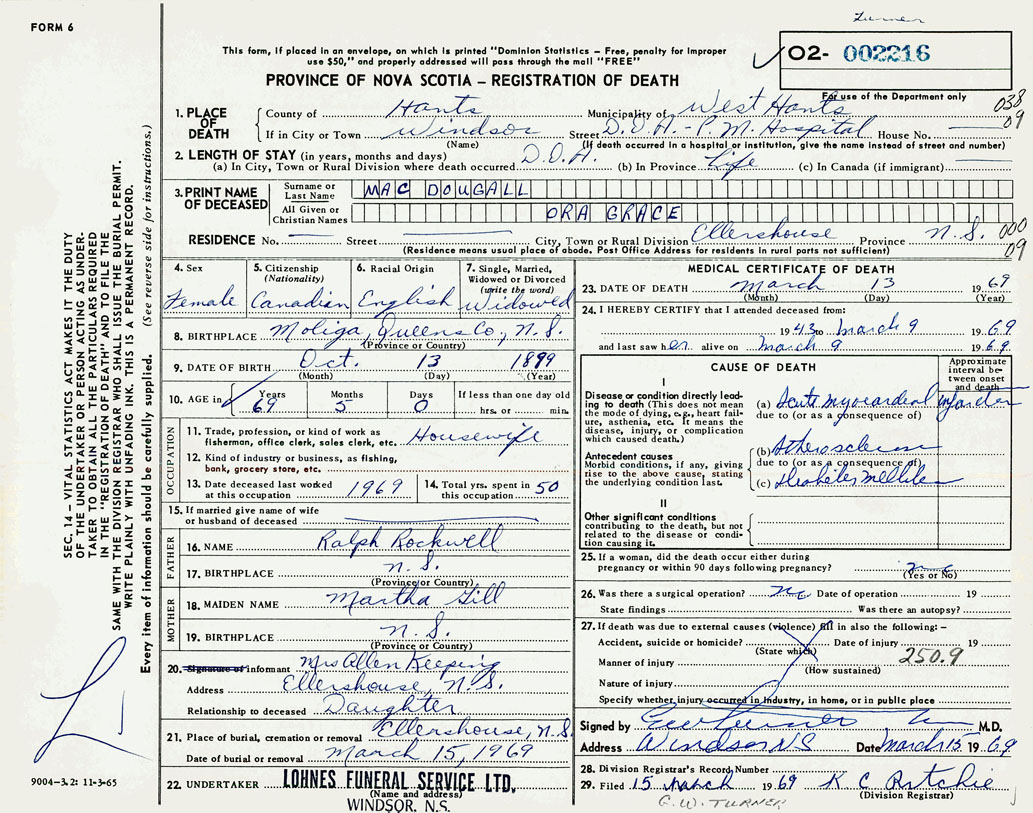 Turner
FORM 6
This form, if placed in an envelope, on which is printed "Dominion Statistics – Free, penalty for improper
use $50," and properly addressed will pass through the mail "FREE"
O2- 002216
PROVINCE OF NOVA SCOTIA – REGISTRATION OF DEATH
For use of the Department only
038
09
1. PLACE OF DEATH
County of Hants Municipality of West Hants
If in City or Town Windsor Street D.O.A. - P.M. Hospital House No.
(Name) (If death occurred in a hospital or institution, give the name instead of street and number)
2. LENGTH OF STAY (in years, months and days)
(a) In City, Town or Rural Division where death occurred D.O.A. (b) In Province Life (c) In Canada (if immigrant)
3. PRINT NAME OF DECEASED
Surname or Last Name MAC DOUGALL
All Given or Christian Names ORA GRACE
RESIDENCE No. Street City, Town or Rural Division Ellershouse Province N.S. 000
09
(Residence means usual place of abode. Post Office Address for residents in rural parts not sufficient)
4. Sex
Female
5. Citizenship
(Nationality)
Canadian
6. Racial Origin
English
7. Single, Married,
Widowed or Divorced
(write the word)
Widowed
8. BIRTHPLACE Moliga, Queens Co, N.S.
(Province or Country)
9. DATE OF BIRTH Oct. 13 1899
(Month) (Day) (Year)
10. AGE in Years Months Days If less than one day old
69 5 0 hrs. or min.
OCCUPATION
11. Trade, profession or kind of work as
fisherman, office clerk, sales clerk, etc. Housewife
12. Kind of industry or business, as fishing,
bank, grocery store, etc.
13. Date deceased last worked
at this occupation 1969
14. Total yrs. spent in
this occupation 50
15. If married give name of wife
or husband of deceased
FATHER
16. NAME Ralph Rockwell
17. BIRTHPLACE N.S.
(Province or Country)
MOTHER
18. MAIDEN NAME Martha Gill
19. BIRTHPLACE N.S.
(Province or Country)
20. Signature of informant Mrs Allen Keeping
Address Ellershouse, N.S.
Relationship to deceased Daughter
21. Place of burial, cremation or removal Ellershouse, N.S.
Date of burial or removal March 15, 1969
22. UNDERTAKER LOHNES FUNERAL SERVICE LTD.
(Name and address)
WINDSOR, N.S.
MEDICAL CERTIFICATE OF DEATH
23. DATE OF DEATH March 13 1969
(Month) (Day) (Year)
24. I HEREBY CERTIFY that I attended deceased from:
1943 to March 9 1969
and last saw her alive on March 9 1969.
CAUSE OF DEATH
Approximate
interval be-
tween onset
and death
I
Disease or condition directly lead-
ing to death (This does not mean
the mode of dying, e.g., heart fail-
ure, asthenia, etc. It means the
disease, injury, or complication
which caused death.)
(a) Acute myocardial infarction
due to (or as a consequence of)
Antecedent causes
Morbid conditions, if any, giving
rise to the above cause, stating
the underlying condition last.
(b) Atherosclerosis
due to (or as a consequence of)
(c) Diabetes mellitus
II
Other significant conditions
contributing to the death, but not
related to the disease or condi-
tion causing it.
25. If a woman, did the death occur either during
pregnancy or within 90 days following pregnancy? no
(Yes or No)
26. Was there a surgical operation? no Date of operation 19
State findings Was there an autopsy?
27. If death was due to external causes (violence) fill in also the following: –
Accident, suicide or homicide? Date of injury 19
(State which)
Manner of injury 250.9
(How sustained)
Nature of injury
Specify whether injury occurred in industry, in home, or in public place
Signed by M.D.
Address Windsor NS Date March 15 1969
28. Division Registrar's Record Number
29. Filed 15 March 1969 K C Ritchie
(Division Registrar)
G. W. TURNER
SEC. 14 – VITAL STATISTICS ACT MAKES IT THE DUTY
OF THE UNDERTAKER OR PERSON ACTING AS UNDER-
TAKER TO OBTAIN ALL THE PARTICULARS REQUIRED
IN THE "REGISTRATION OF DEATH" AND TO FILE THE
SAME WITH THE DIVISION REGISTRAR WHO SHALL ISSUE THE BURIAL PERMIT.
WRITE PLAINLY WITH UNFADING INK. THIS IS A PERMANENT RECORD.
Every item of information should be carefully supplied. (See reverse side for instructions.)
9004–3.2: 11-3-65